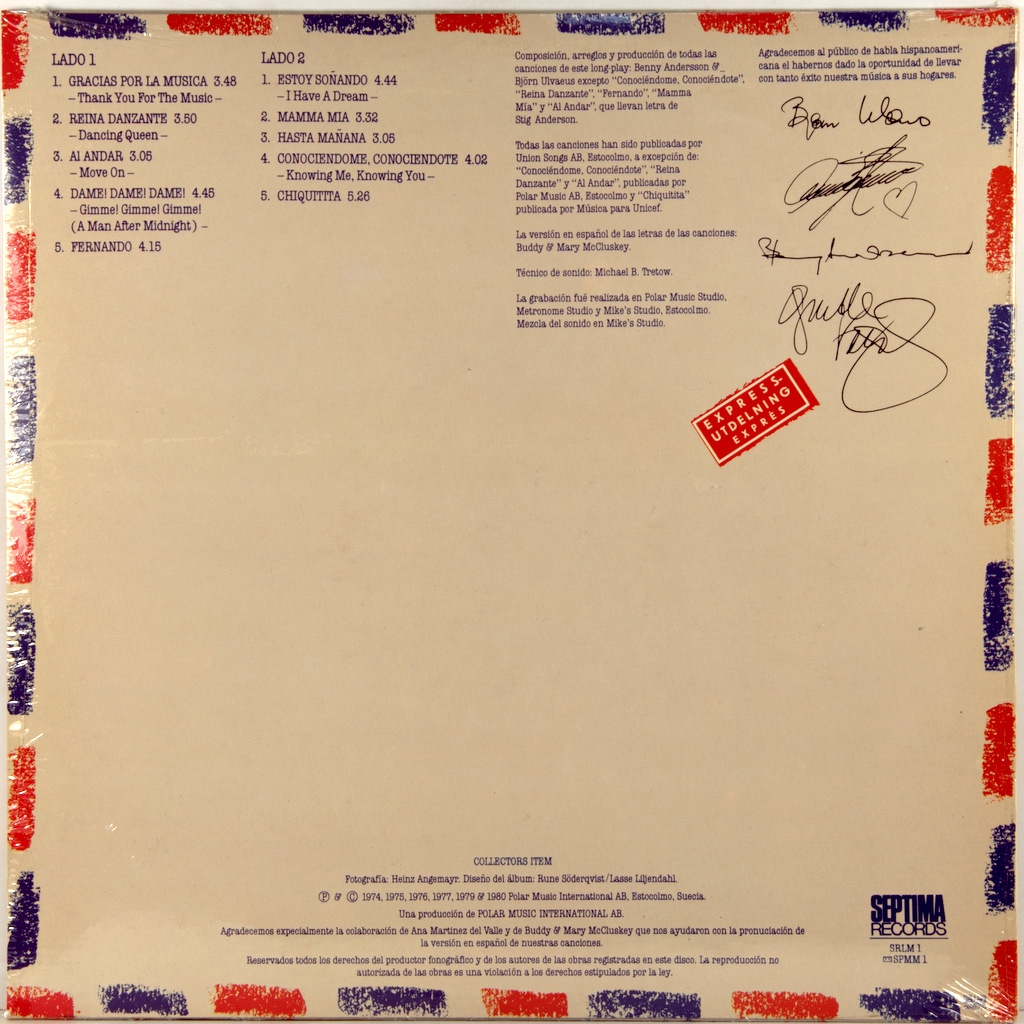 LADO 1
1. GRACIAS POR LA MUSICA 3.48
– Thank You For The Music –
2. REINA DANZANTE 3.50
– Dancing Queen –
3. Al ANDAR 3.05
– Move On –
4. DAME! DAME! DAME! 4.45
– Gimme! Gimme! Gimme!
(A Man After Midnight) –
5. FERNANDO 4.15
LADO 2
1. ESTOY SOÑANDO 4.44
– I Have A Dream –
2. MAMMA MIA 3.32
3. HASTA MAÑANA 3.05
4. CONOCIENDOME, CONOCIENDOTE 4.02
– Knowing Me, Knowing You –
5. CHIQUITITA 5.26
Composición, arreglos y producción de todas las
canciones de este long-play: Benny Andersson &
Björn Ulvaeus excepto: "Conociéndome, Conociéndote",
"Reina Danzante", "Fernando", "Mamma
Mía" y "Al Andar", que llevan letra de
Stig Anderson.
Todas las canciones han sido publicadas por
Union Songs AB, Estocolmo, a excepción de:
"Conociéndome, Conociéndote", "Reina
Danzante" y "Al Andar", publicadas por
Polar Music AB, Estocolmo y "Chiquitita"
publicada por Música para Unicef.
La versión en español de las letras de las canciones:
Buddy & Mary McCluskey.
Técnico de sonido: Michael B. Tretow.
La grabación fué realizada en Polar Music Studio,
Metronome Studio y Mike's Studio, Estocolmo.
Mezcla del sonido en Mike's Studio.
Agradecemos al público de habla hispanoameri-
cana el habernos dado la oportunidad de llevar
con tanto éxito nuestra música a sus hogares.
EXPRESS-
UTDELNING
EXPRÈS
COLLECTORS ITEM
Fotografía: Heinz Angemayr. Diseño del álbum: Rune Söderqvist/Lasse Liljendahl.
Ⓟ & © 1974, 1975, 1976, 1977, 1979 & 1980 Polar Music International AB, Estocolmo, Suecia.
Una producción de POLAR MUSIC INTERNATIONAL AB.
Agradecemos expecialmente la colaboración de Ana Martinez del Valle y de Buddy & Mary McCluskey que nos ayudaron con la pronuciación de
la versión en español de nuestras canciones.
Reservados todos los derechos del productor fonográfico y de los autores de las obras registradas en este disco. La reproducción no
autorizada de las obras es una violación a los derechos estipulados por la ley.
SEPTIMA
RECORDS
SRLM 1
SPMM 1